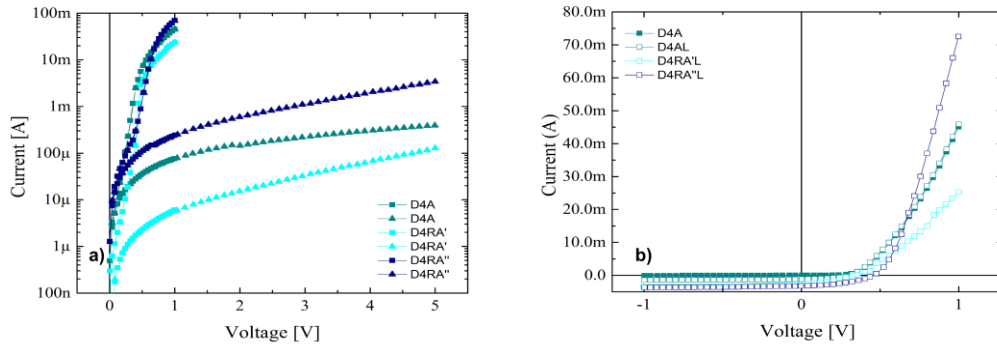 100m
10m
1m
100μ
10μ
1μ
100n
Current [A]
0
1
2
3
4
5
Voltage [V]
a)
D4A
D4A
D4RA'
D4RA'
D4RA''
D4RA''
80.0m
70.0m
60.0m
50.0m
40.0m
30.0m
20.0m
10.0m
0.0
Current (A)
-1
0
1
Voltage [V]
b)
D4A
D4AL
D4RA'L
D4RA''L